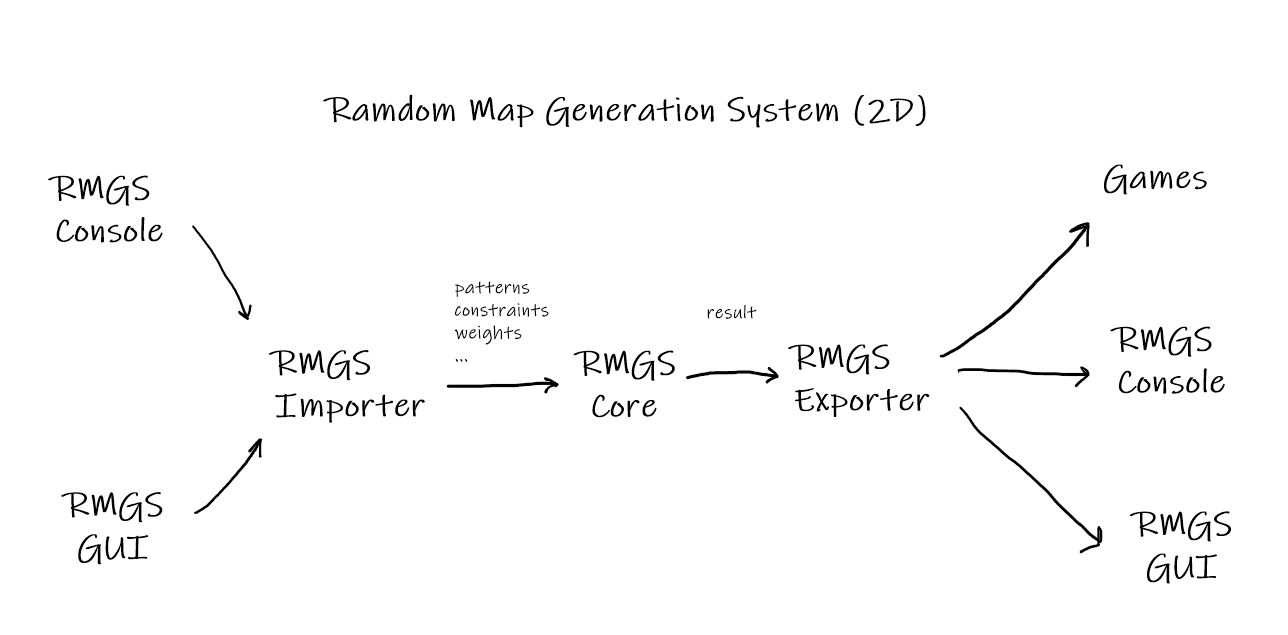 Ramdom Map Generation System (2D)
RMGS
Console
Games
patterns
constraints
weights
...
result
RMGS
Importer
RMGS
Core
RMGS
Exporter
RMGS
Console
RMGS
GUI
RMGS
GUI